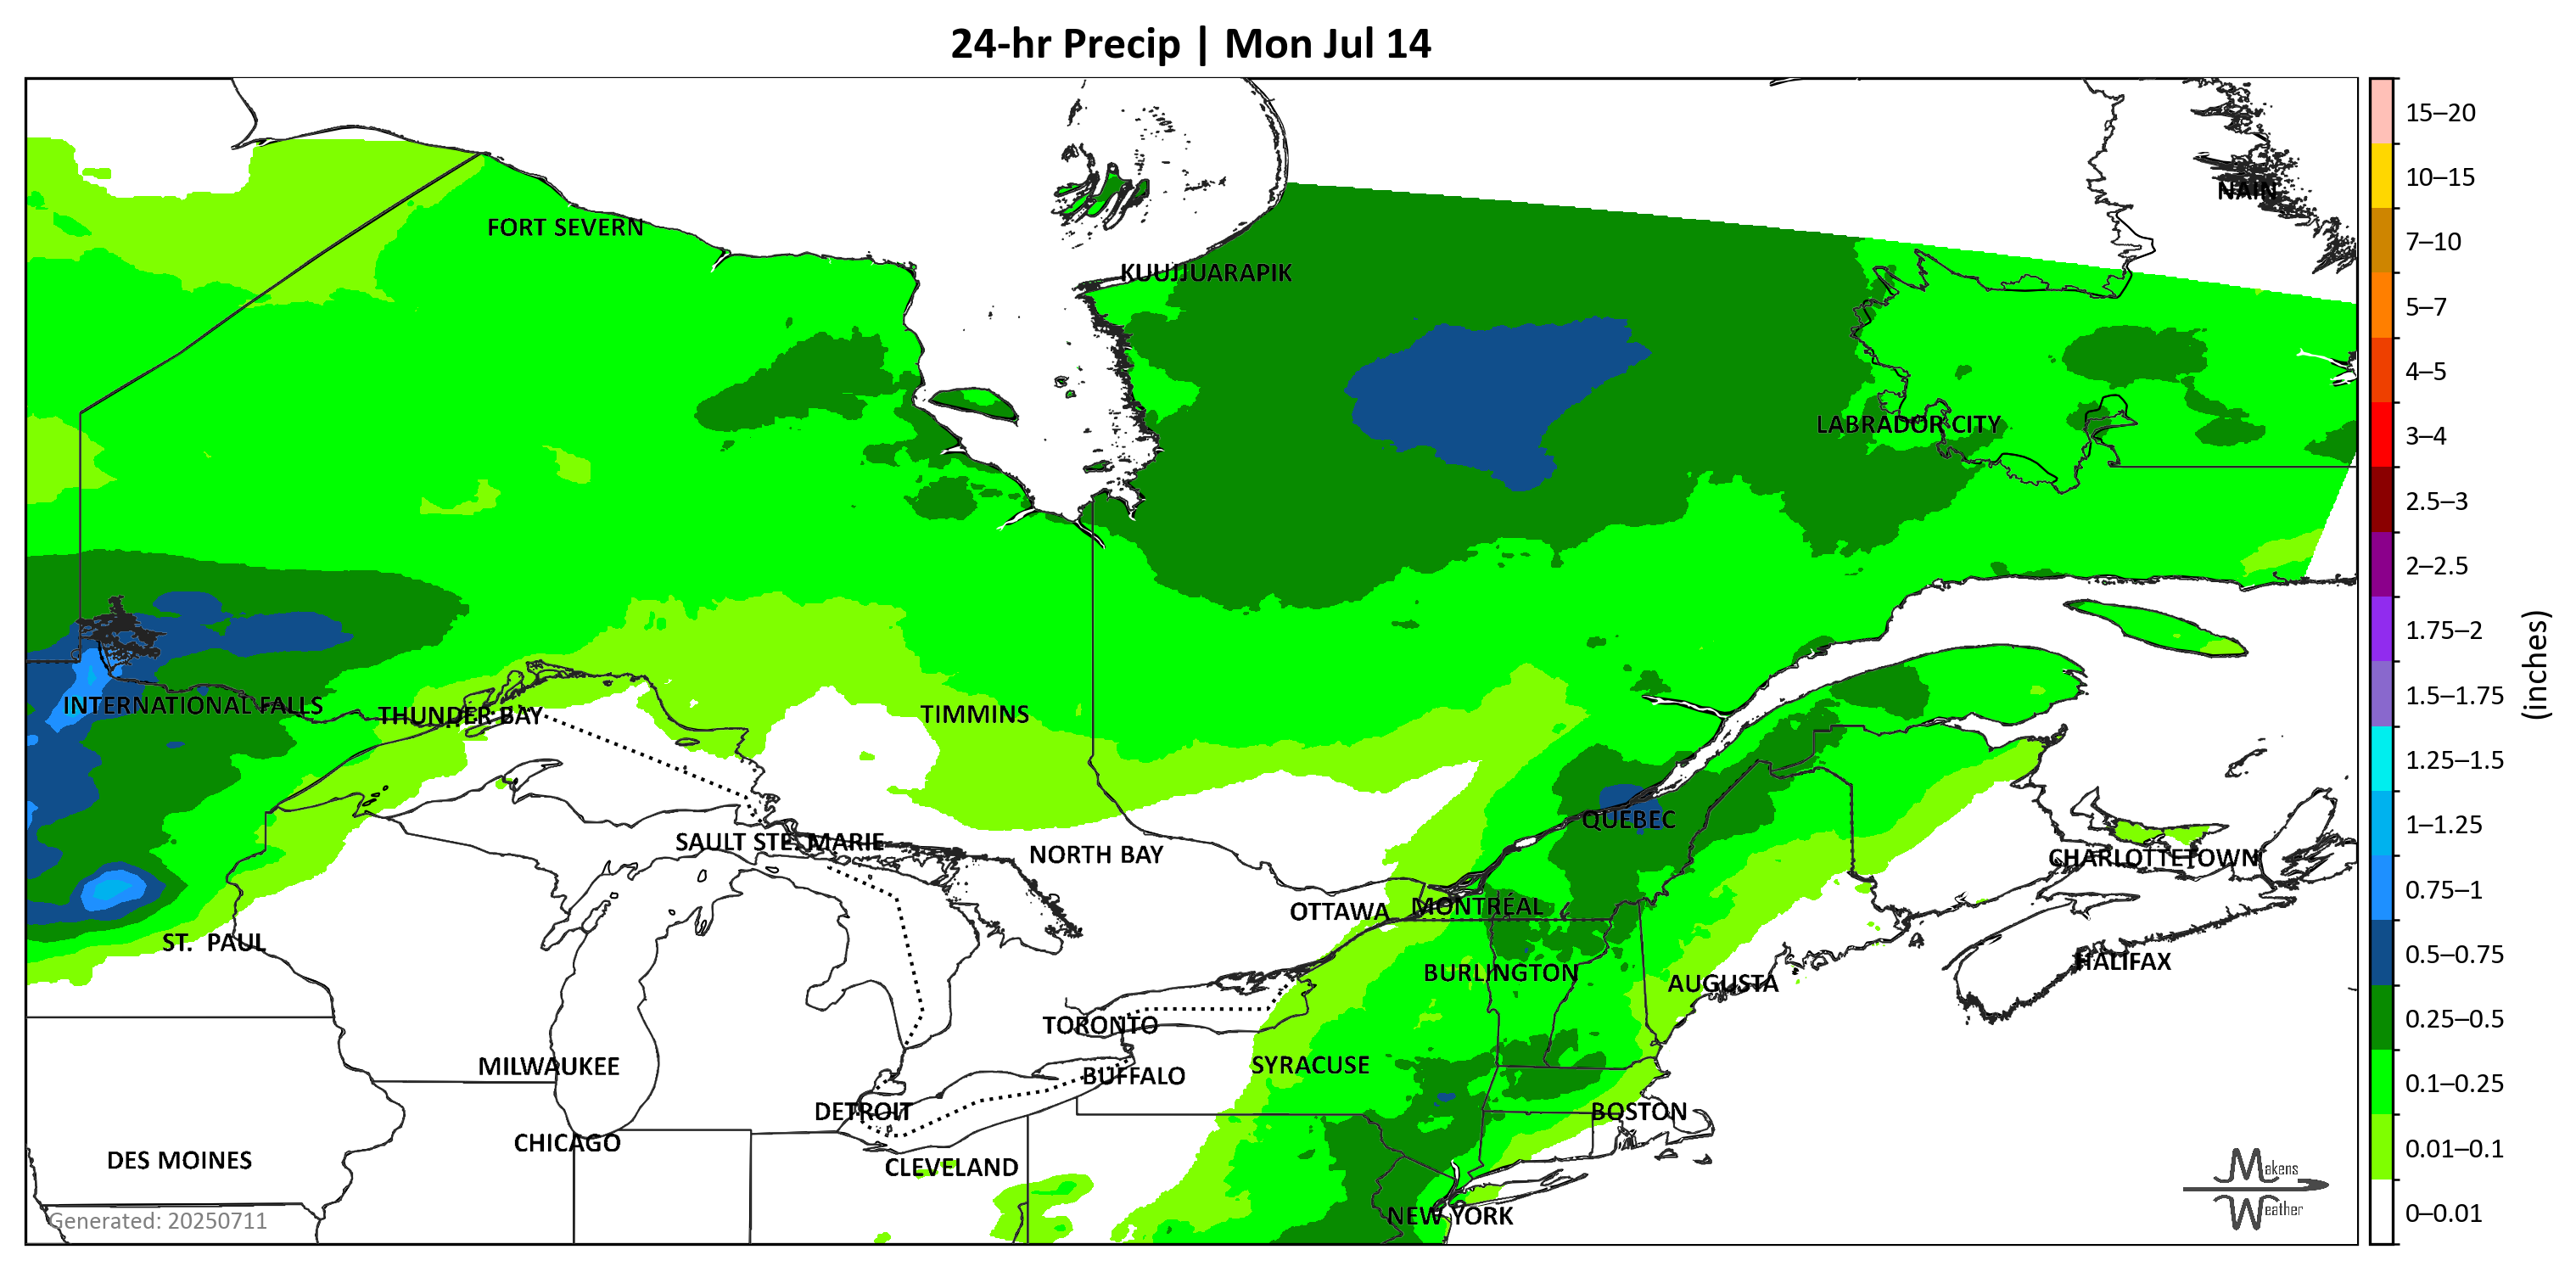 24-hr Precip | Mon Jul 14
15–20
10–15
NAIN
7–10
FORT SEVERN
KUUJJUARAPIK
5–7
4–5
LABRADOR CITY
3–4
2.5–3
2–2.5
1.75–2
(inches)
1.5–1.75
INTERNATIONAL FALLS
THUNDER BAY
TIMMINS
1.25–1.5
QUEBEC
1–1.25
SAULT STE. MARIE
NORTH BAY
CHARLOTTETOWN
0.75–1
OTTAWA
MONTRÉAL
ST. PAUL
0.5–0.75
HALIFAX
BURLINGTON
AUGUSTA
0.25–0.5
TORONTO
MILWAUKEE
SYRACUSE
BUFFALO
0.1–0.25
DETROIT
BOSTON
CHICAGO
0.01–0.1
DES MOINES
CLEVELAND
Makens
Weather
0–0.01
Generated: 20250711
NEW YORK